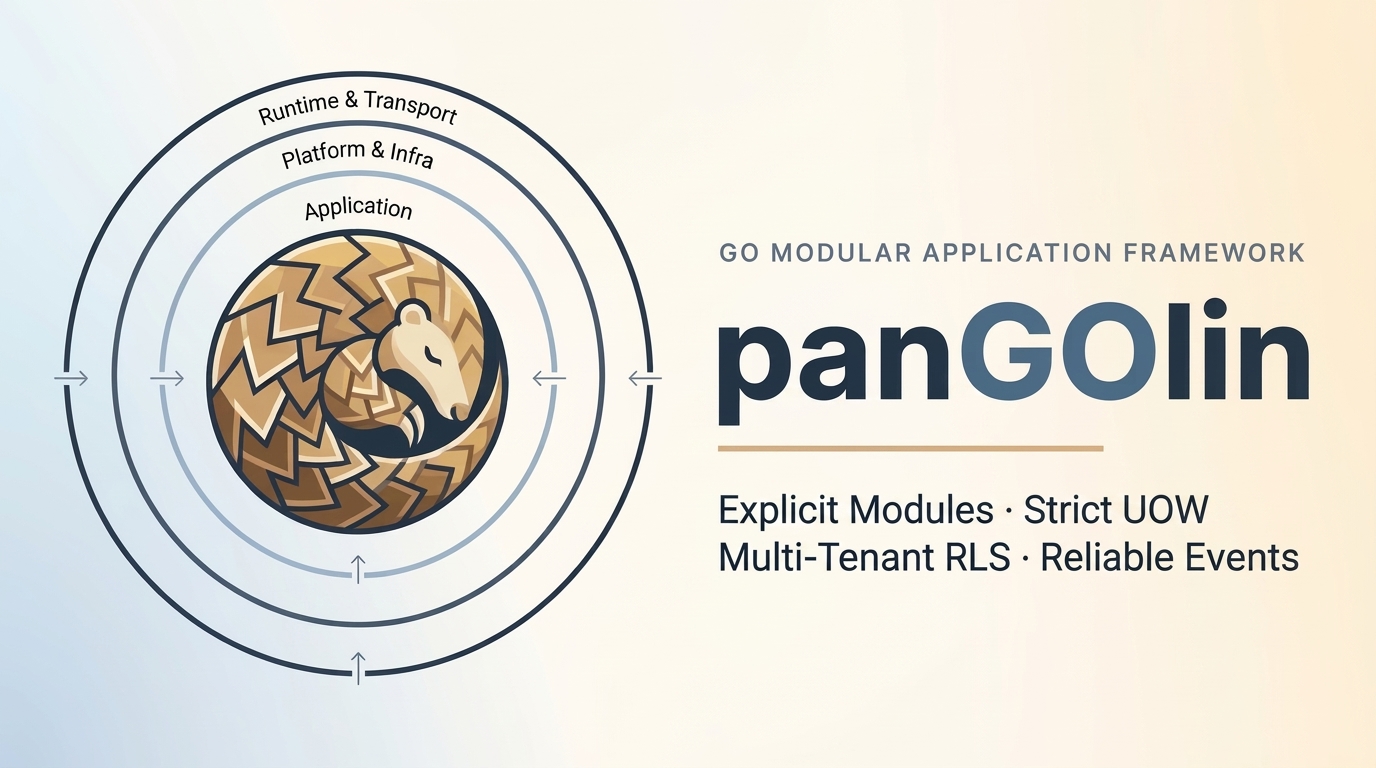 Runtime & Transport
Platform & Infra
Application
GO MODULAR APPLICATION FRAMEWORK
panGOlin
Explicit Modules · Strict UOW
Multi-Tenant RLS · Reliable Events